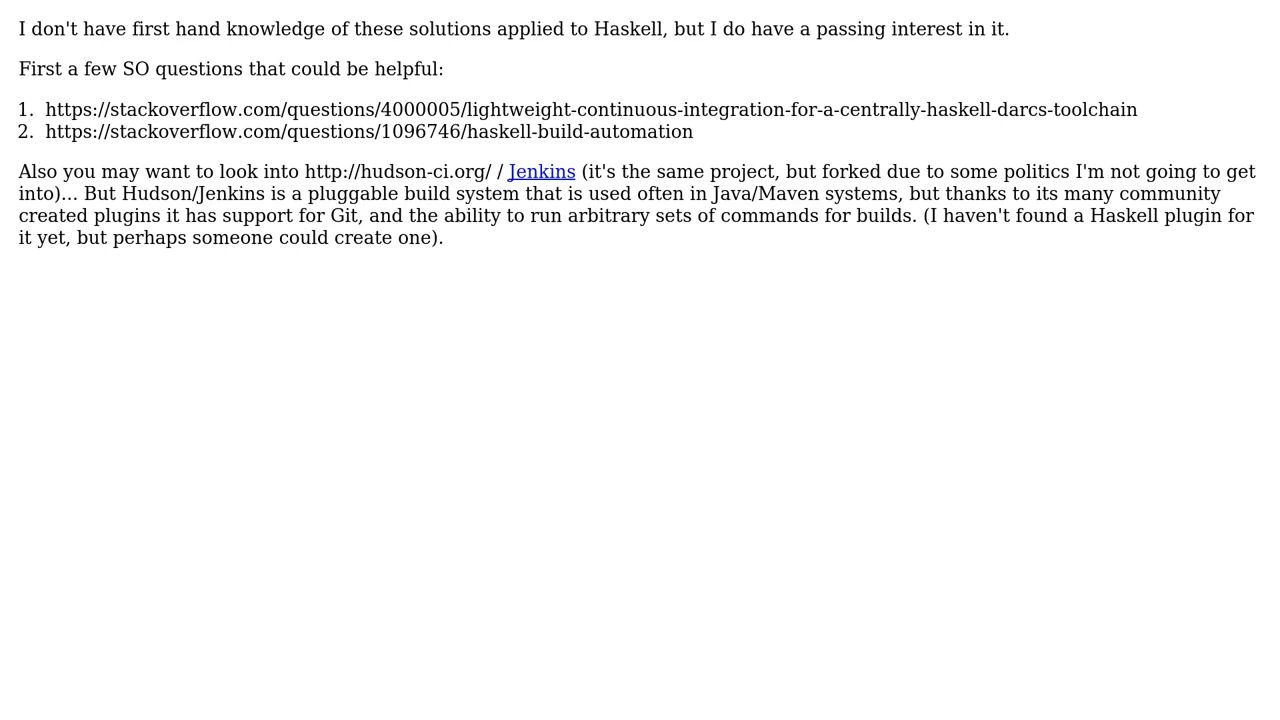 I don't have first hand knowledge of these solutions applied to Haskell, but I do have a passing interest in it.
First a few SO questions that could be helpful:
1. https://stackoverflow.com/questions/4000005/lightweight-continuous-integration-for-a-centrally-haskell-darcs-toolchain
2. https://stackoverflow.com/questions/1096746/haskell-build-automation
Also you may want to look into http://hudson-ci.org/ / Jenkins (it's the same project, but forked due to some politics I'm not going to get
into)... But Hudson/Jenkins is a pluggable build system that is used often in Java/Maven systems, but thanks to its many community
created plugins it has support for Git, and the ability to run arbitrary sets of commands for builds. (I haven't found a Haskell plugin for
it yet, but perhaps someone could create one).